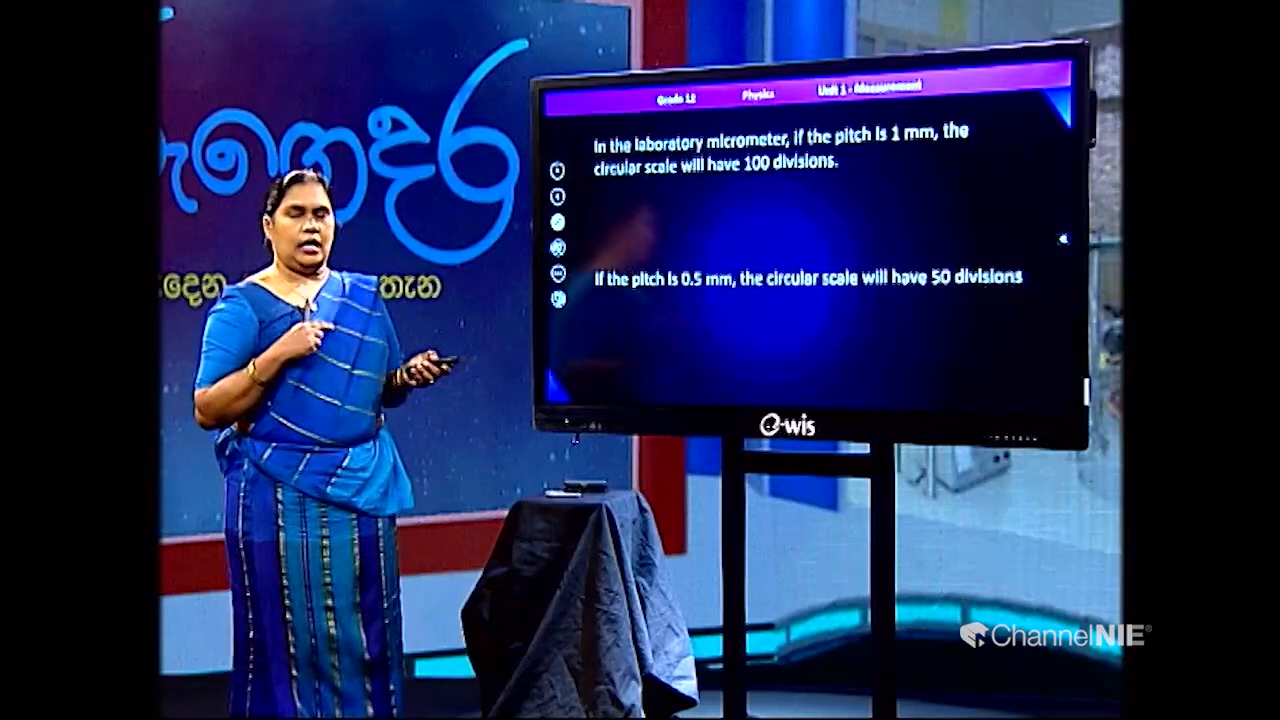 ගෙදර
දෙන
තැන
Grade 12 Physics Unit 1 - Measurement
In the laboratory micrometer, if the pitch is 1 mm, the
circular scale will have 100 divisions.
If the pitch is 0.5 mm, the circular scale will have 50 divisions
e-wis
ChannelNIE